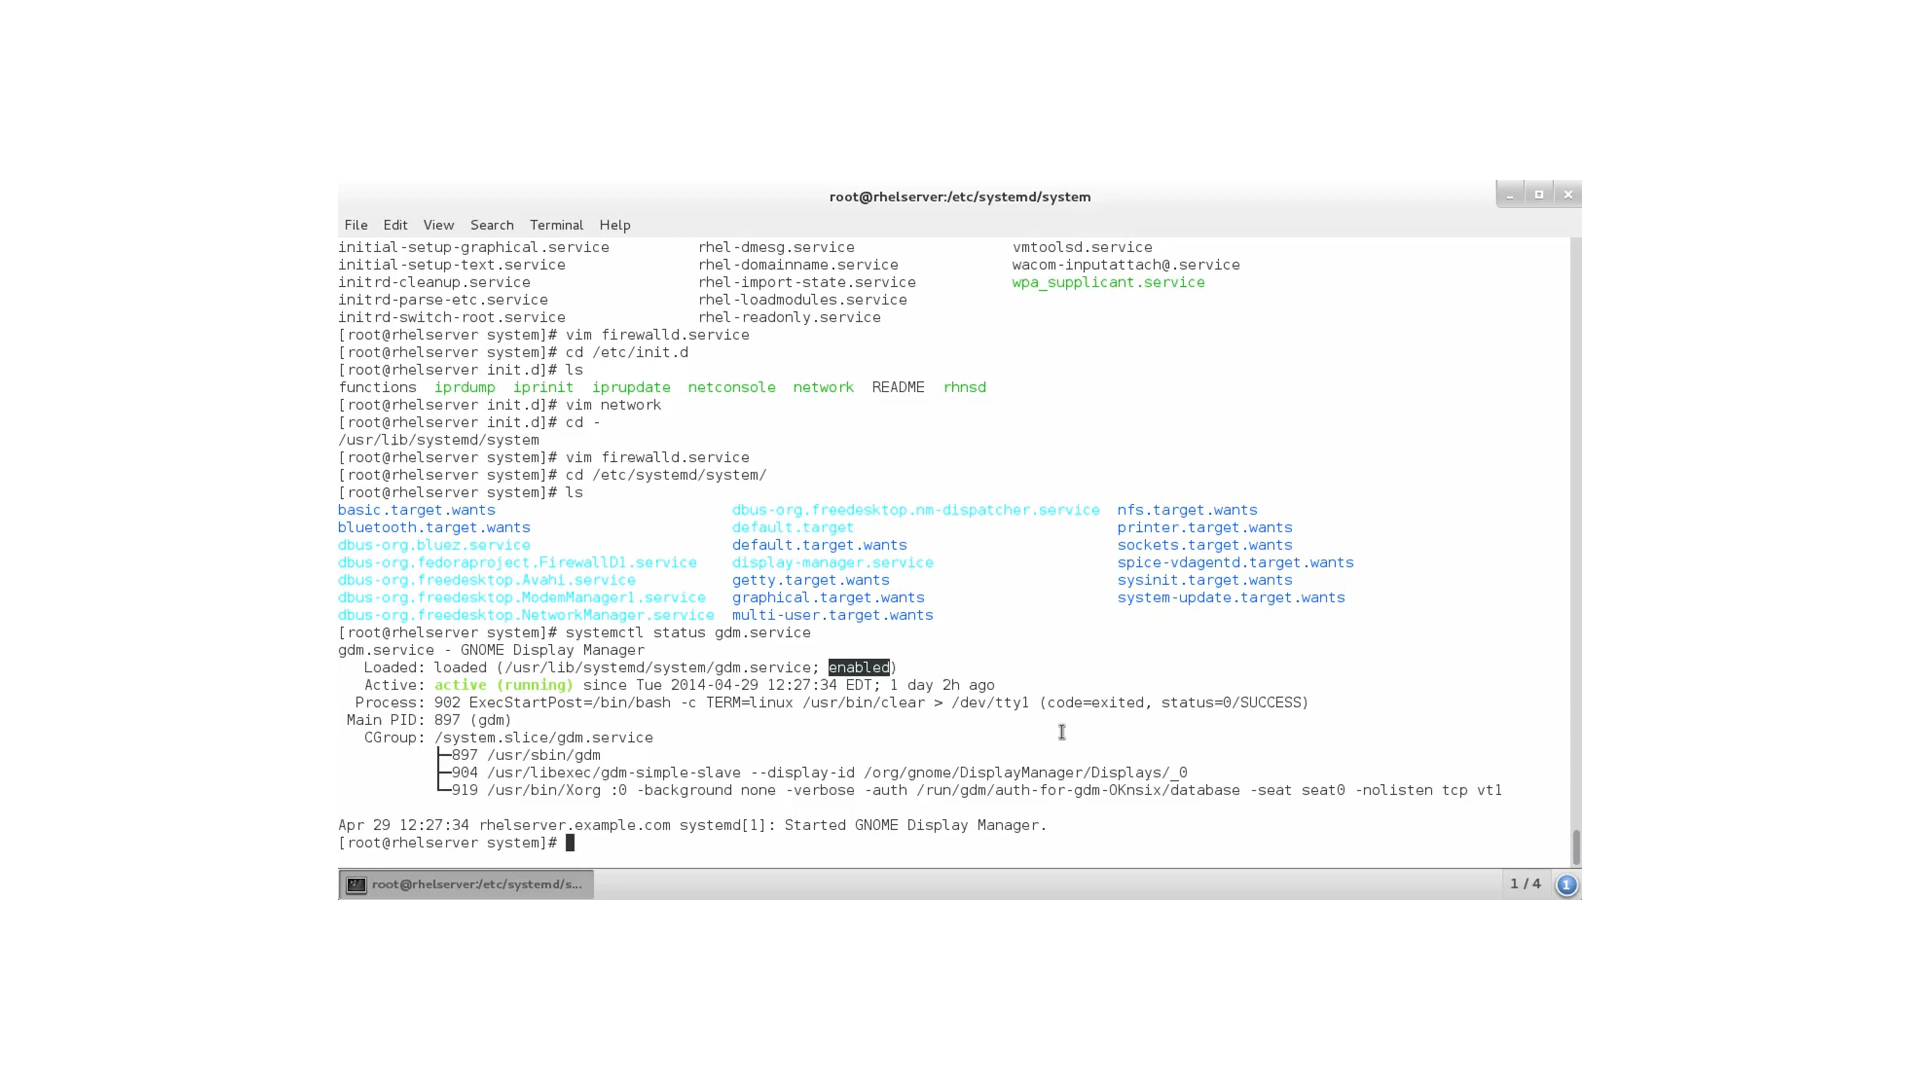 root@rhelserver:/etc/systemd/system
File Edit View Search Terminal Help
initial-setup-graphical.service rhel-dmesg.service vmtoolsd.service
initial-setup-text.service rhel-domainname.service wacom-inputattach@.service
initrd-cleanup.service rhel-import-state.service wpa_supplicant.service
initrd-parse-etc.service rhel-loadmodules.service
initrd-switch-root.service rhel-readonly.service
[root@rhelserver system]# vim firewalld.service
[root@rhelserver system]# cd /etc/init.d
[root@rhelserver init.d]# ls
functions iprdump iprinit iprupdate netconsole network README rhnsd
[root@rhelserver init.d]# vim network
[root@rhelserver init.d]# cd -
/usr/lib/systemd/system
[root@rhelserver system]# vim firewalld.service
[root@rhelserver system]# cd /etc/systemd/system/
[root@rhelserver system]# ls
basic.target.wants dbus-org.freedesktop.nm-dispatcher.service nfs.target.wants
bluetooth.target.wants default.target printer.target.wants
dbus-org.bluez.service default.target.wants sockets.target.wants
dbus-org.fedoraproject.FirewallD1.service display-manager.service spice-vdagentd.target.wants
dbus-org.freedesktop.Avahi.service getty.target.wants sysinit.target.wants
dbus-org.freedesktop.ModemManager1.service graphical.target.wants system-update.target.wants
dbus-org.freedesktop.NetworkManager.service multi-user.target.wants
[root@rhelserver system]# systemctl status gdm.service
gdm.service - GNOME Display Manager
Loaded: loaded (/usr/lib/systemd/system/gdm.service; enabled)
Active: active (running) since Tue 2014-04-29 12:27:34 EDT; 1 day 2h ago
Process: 902 ExecStartPost=/bin/bash -c TERM=linux /usr/bin/clear > /dev/tty1 (code=exited, status=0/SUCCESS)
Main PID: 897 (gdm)
CGroup: /system.slice/gdm.service
├─897 /usr/sbin/gdm
├─904 /usr/libexec/gdm-simple-slave --display-id /org/gnome/DisplayManager/Displays/_0
└─919 /usr/bin/Xorg :0 -background none -verbose -auth /run/gdm/auth-for-gdm-OKnsix/database -seat seat0 -nolisten tcp vt1
Apr 29 12:27:34 rhelserver.example.com systemd[1]: Started GNOME Display Manager.
[root@rhelserver system]#
root@rhelserver:/etc/systemd/s... 1 / 4 1